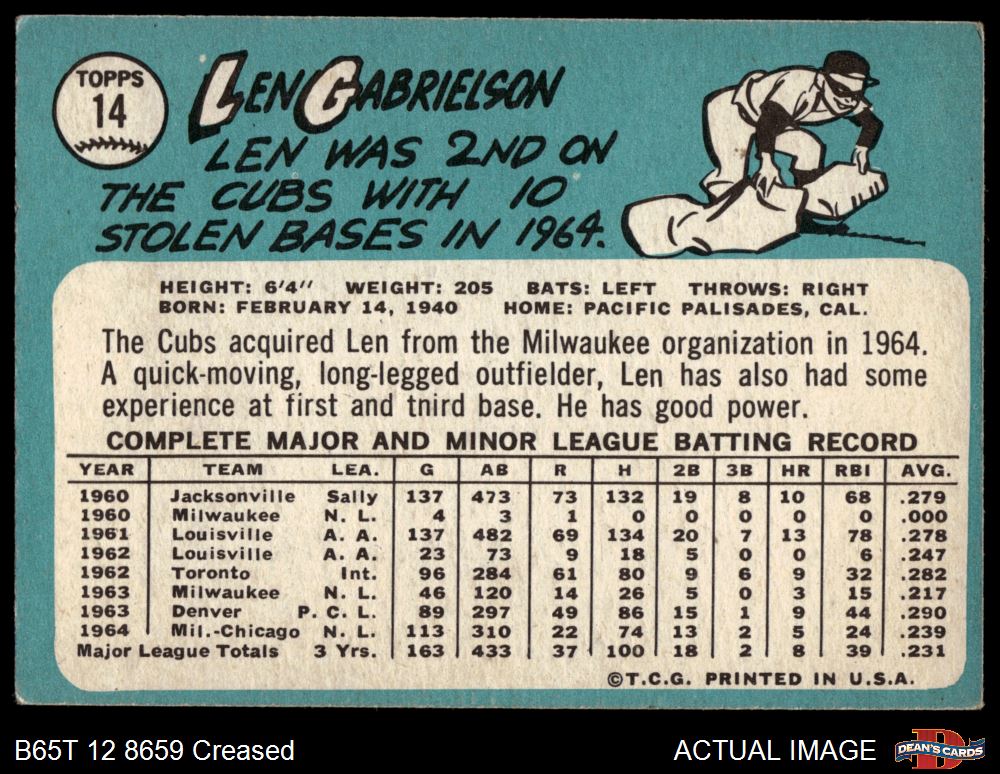 TOPPS
14
LEN GABRIELSON
LEN WAS 2ND ON
THE CUBS WITH 10
STOLEN BASES IN 1964.
HEIGHT: 6'4" WEIGHT: 205 BATS: LEFT THROWS: RIGHT
BORN: FEBRUARY 14, 1940 HOME: PACIFIC PALISADES, CAL.
The Cubs acquired Len from the Milwaukee organization in 1964.
A quick-moving, long-legged outfielder, Len has also had some
experience at first and tnird base. He has good power.
COMPLETE MAJOR AND MINOR LEAGUE BATTING RECORD
YEAR TEAM LEA. G AB R H 2B 3B HR RBI AVG.
1960 Jacksonville Sally 137 473 73 132 19 8 10 68 .279
1960 Milwaukee N. L. 4 3 1 0 0 0 0 0 .000
1961 Louisville A. A. 137 482 69 134 20 7 13 78 .278
1962 Louisville A. A. 23 73 9 18 5 0 0 6 .247
1962 Toronto Int. 96 284 61 80 9 6 9 32 .282
1963 Milwaukee N. L. 46 120 14 26 5 0 3 15 .217
1963 Denver P. C. L. 89 297 49 86 15 1 9 44 .290
1964 Mil.-Chicago N. L. 113 310 22 74 13 2 5 24 .239
Major League Totals 3 Yrs. 163 433 37 100 18 2 8 39 .231
©T.C.G. PRINTED IN U.S.A.
B65T 12 8659 Creased
ACTUAL IMAGE
D
DEAN'S CARDS